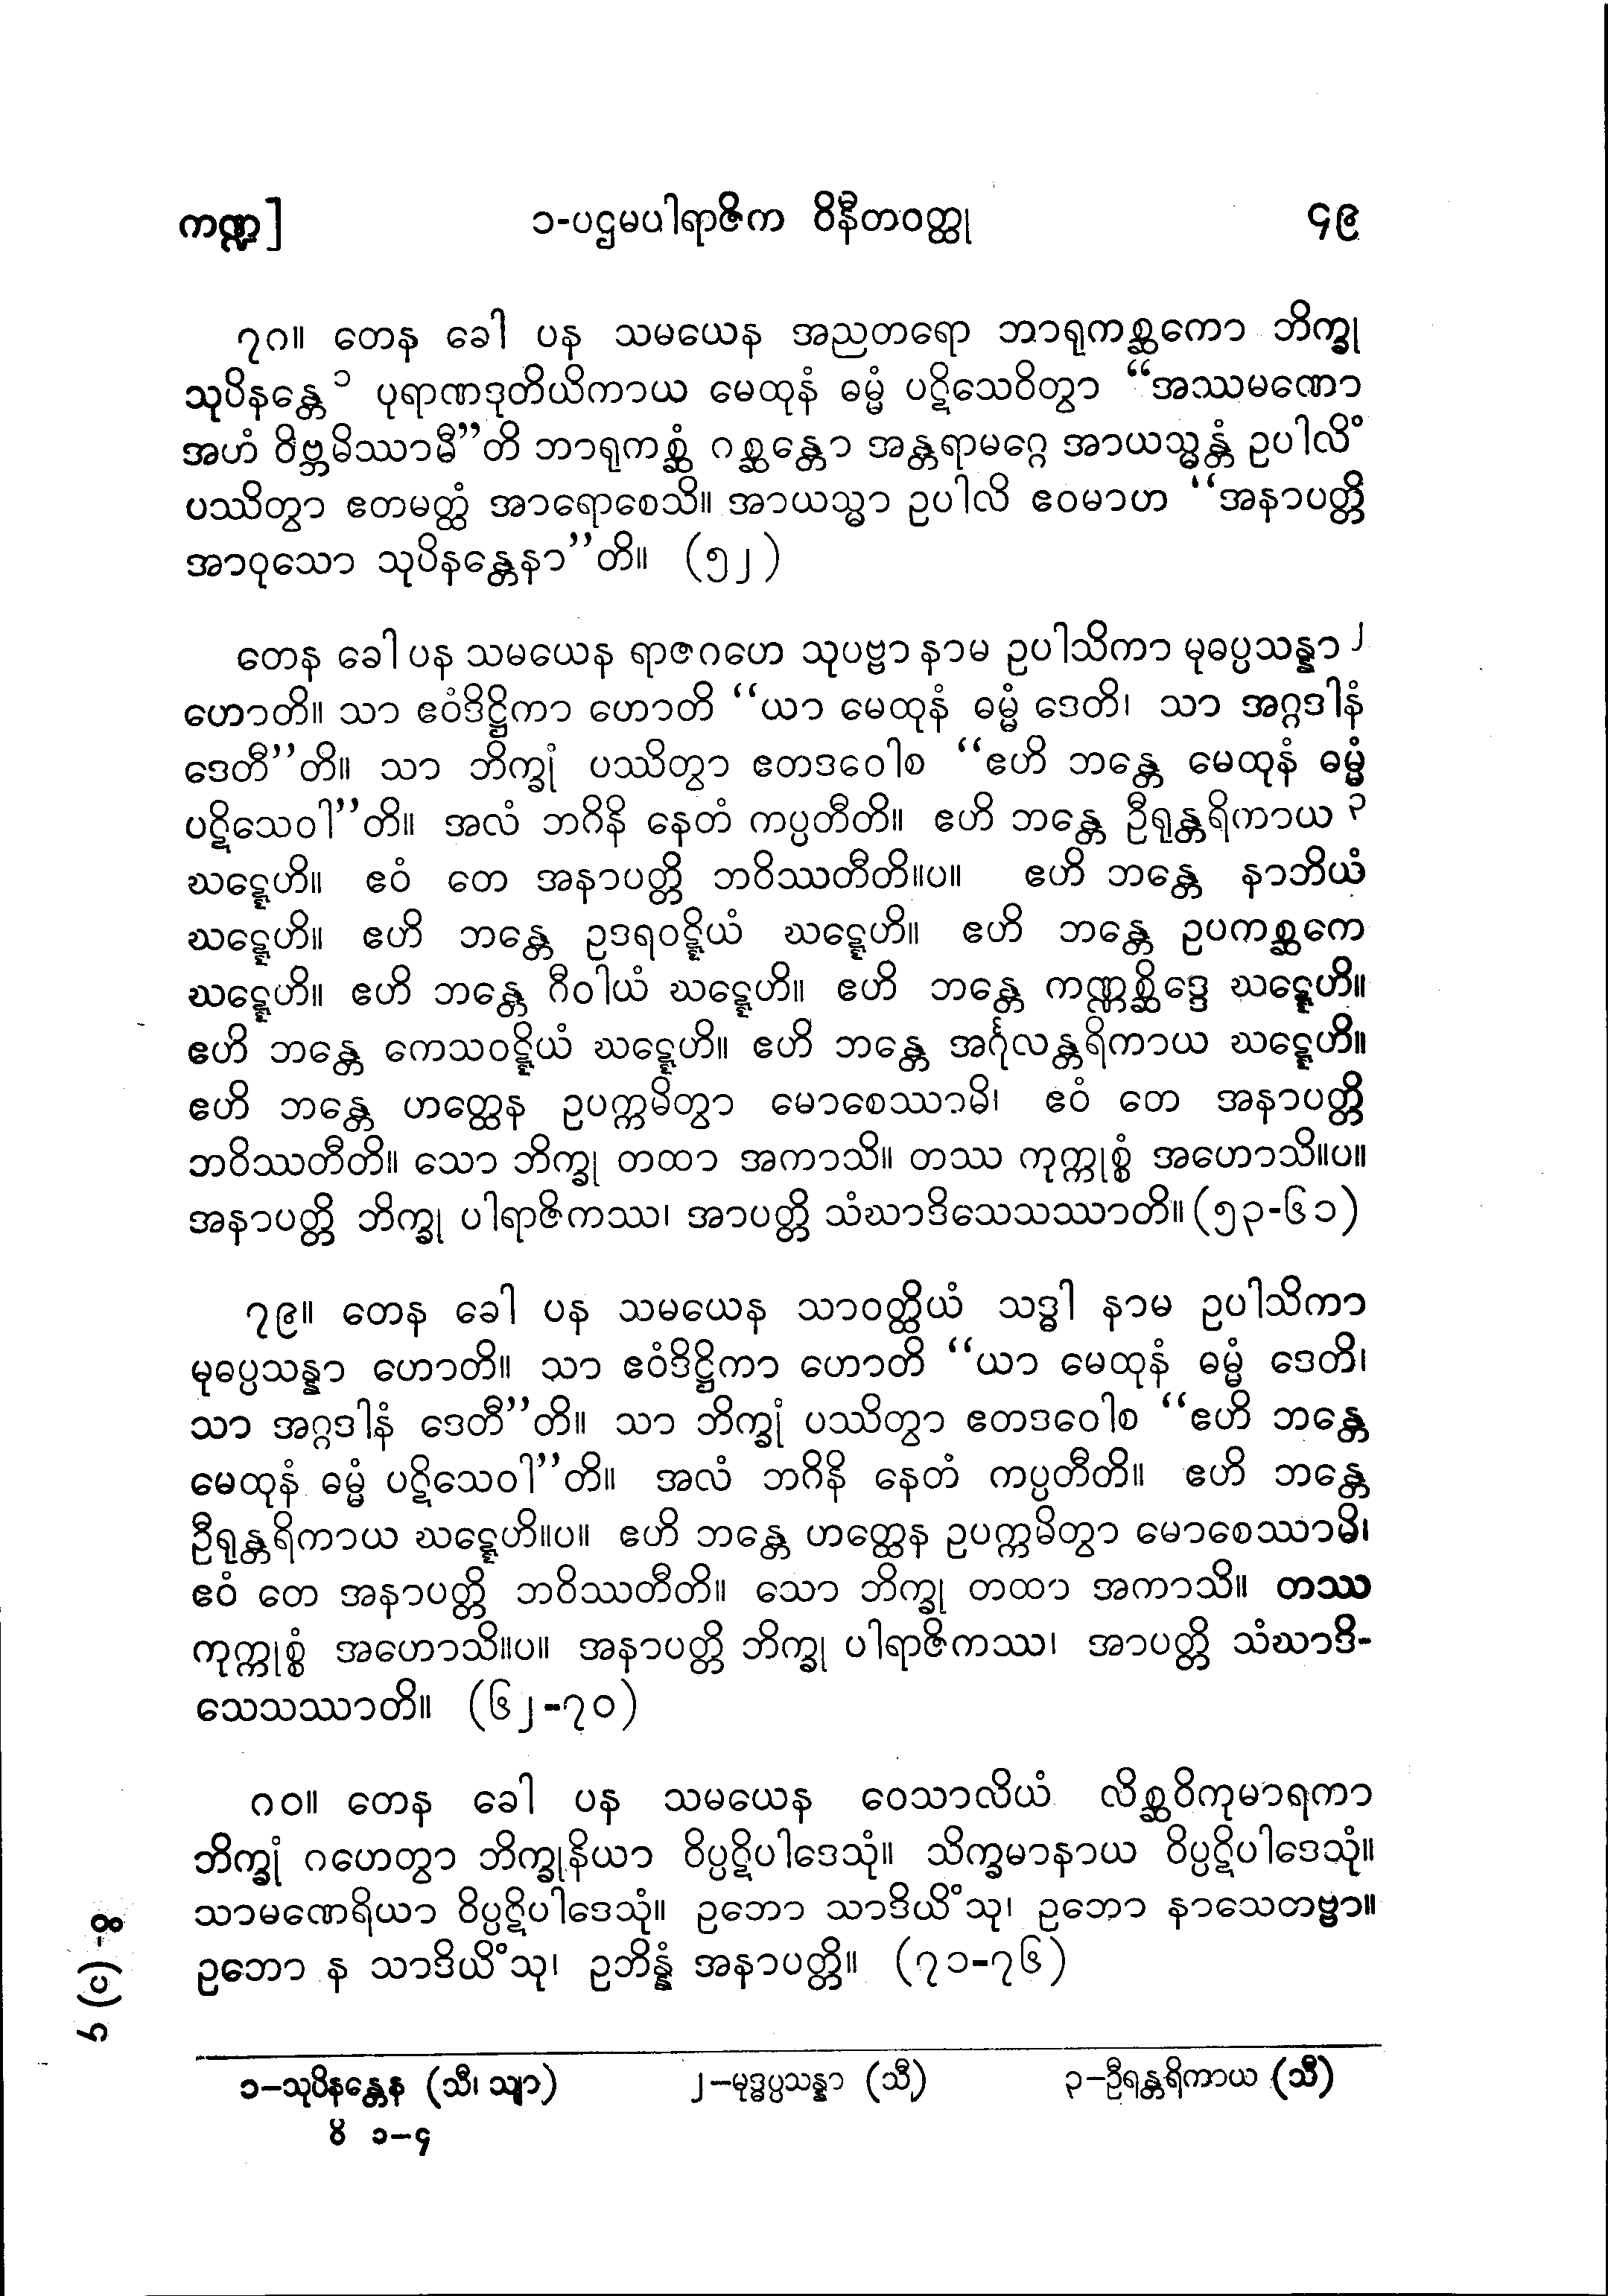 ကဏ္ဍ] ၁-ပဌမပါရာဇိက ဝိနီတဝတ္ထု ၄၉
၇ဂ။ တေန ခေါ ပန သမယေန အညတရော ဘာရုကစ္ဆကော ဘိက္ခု
သုပိနန္တေ ၁ ပုရာဏဒုတိယိကာယ မေထုနံ ဓမ္မံ ပဋိသေဝိတွာ “အဿမဏော
အဟံ ဝိဗ္ဘမိဿာမီ”တိ ဘာရုကစ္ဆံ ဂစ္ဆန္တော အန္တရာမဂ္ဂေ အာယသ္မန္တံ ဥပါလိံ
ပဿိတွာ ဧတမတ္ထံ အာရောစေသိ။ အာယသ္မာ ဥပါလိ ဧဝမာဟ “အနာပတ္တိ
အာဝုသော သုပိနန္တေနာ”တိ။ (၅၂)
တေန ခေါ ပန သမယေန ရာဇဂဟေ သုပဗ္ဗာ နာမ ဥပါသိကာ မုဓပ္ပသန္နာ ၂
ဟောတိ။ သာ ဧဝံဒိဋ္ဌိကာ ဟောတိ “ယာ မေထုနံ ဓမ္မံ ဒေတိ၊ သာ အဂ္ဂဒါနံ
ဒေတီ”တိ။ သာ ဘိက္ခုံ ပဿိတွာ ဧတဒဝေါစ “ဧဟိ ဘန္တေ မေထုနံ ဓမ္မံ
ပဋိသေဝါ”တိ။ အလံ ဘဂိနိ နေတံ ကပ္ပတီတိ။ ဧဟိ ဘန္တေ ဦရုန္တရိကာယ ၃
ဃဋ္ဋေဟိ။ ဧဝံ တေ အနာပတ္တိ ဘဝိဿတီတိ။ပ။ ဧဟိ ဘန္တေ နာဘိယံ
ဃဋ္ဋေဟိ။ ဧဟိ ဘန္တေ ဥဒရဝဋ္ဋိယံ ဃဋ္ဋေဟိ။ ဧဟိ ဘန္တေ ဥပကစ္ဆကေ
ဃဋ္ဋေဟိ။ ဧဟိ ဘန္တေ ဂီဝါယံ ဃဋ္ဋေဟိ။ ဧဟိ ဘန္တေ ကဏ္ဏစ္ဆိဒ္ဒေ ဃဋ္ဋေဟိ။
ဧဟိ ဘန္တေ ကေသဝဋ္ဋိယံ ဃဋ္ဋေဟိ။ ဧဟိ ဘန္တေ အင်္ဂုလန္တရိကာယ ဃဋ္ဋေဟိ။
ဧဟိ ဘန္တေ ဟတ္ထေန ဥပက္ကမိတွာ မောစေဿာမိ၊ ဧဝံ တေ အနာပတ္တိ
ဘဝိဿတီတိ။ သော ဘိက္ခု တထာ အကာသိ။ တဿ ကုက္ကုစ္စံ အဟောသိ။ပ။
အနာပတ္တိ ဘိက္ခု ပါရာဇိကဿ၊ အာပတ္တိ သံဃာဒိသေသဿာတိ။ (၅၃-၆၁)
၇၉။ တေန ခေါ ပန သမယေန သာဝတ္ထိယံ သဒ္ဓါ နာမ ဥပါသိကာ
မုဓပ္ပသန္နာ ဟောတိ။ သာ ဧဝံဒိဋ္ဌိကာ ဟောတိ “ယာ မေထုနံ ဓမ္မံ ဒေတိ၊
သာ အဂ္ဂဒါနံ ဒေတီ”တိ။ သာ ဘိက္ခုံ ပဿိတွာ ဧတဒဝေါစ “ဧဟိ ဘန္တေ
မေထုနံ ဓမ္မံ ပဋိသေဝါ”တိ။ အလံ ဘဂိနိ နေတံ ကပ္ပတီတိ။ ဧဟိ ဘန္တေ
ဦရုန္တရိကာယ ဃဋ္ဋေဟိ။ပ။ ဧဟိ ဘန္တေ ဟတ္ထေန ဥပက္ကမိတွာ မောစေဿာမိ၊
ဧဝံ တေ အနာပတ္တိ ဘဝိဿတီတိ။ သော ဘိက္ခု တထာ အကာသိ။ တဿ
ကုက္ကုစ္စံ အဟောသိ။ပ။ အနာပတ္တိ ဘိက္ခု ပါရာဇိကဿ၊ အာပတ္တိ သံဃာဒိ-
သေသဿာတိ။ (၆၂-၇၀)
ဂ၀။ တေန ခေါ ပန သမယေန ဝေသာလိယံ လိစ္ဆဝိကုမာရကာ
ဘိက္ခုံ ဂဟေတွာ ဘိက္ခုနိယာ ဝိပ္ပဋိပါဒေသုံ။ သိက္ခမာနာယ ဝိပ္ပဋိပါဒေသုံ။
သာမဏေရိယာ ဝိပ္ပဋိပါဒေသုံ။ ဥဘော သာဒိယိံသု၊ ဥဘော နာသေတဗ္ဗာ။
ဥဘော န သာဒိယိံသု၊ ဥဘိန္နံ အနာပတ္တိ။ (၇၁-၇၆)
၁–သုပိနန္တေန (သီ၊ သျာ) ၂–မုဒ္ဓပ္ပသန္နာ (သီ) ၃–ဦရန္တရိကာယ (သီ)
ဝိ ၁–၄